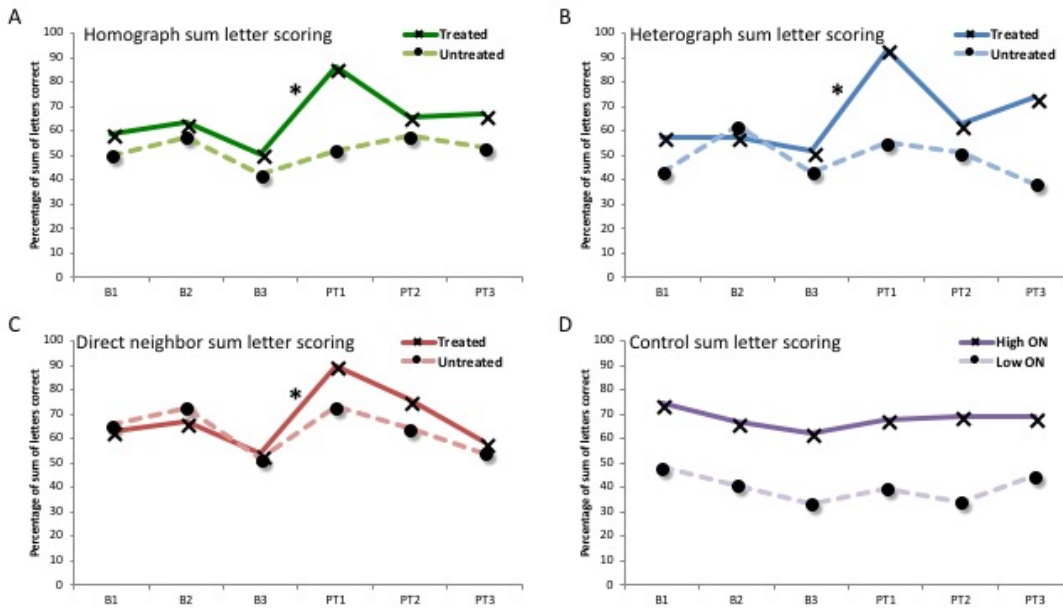 A
Homograph sum letter scoring
Treated
Untreated
Percentage of sum of letters correct
100
90
80
70
60
50
40
30
20
10
0
*
B1 B2 B3 PT1 PT2 PT3
B
Heterograph sum letter scoring
Treated
Untreated
Percentage of sum of letters correct
100
90
80
70
60
50
40
30
20
10
0
*
B1 B2 B3 PT1 PT2 PT3
C
Direct neighbor sum letter scoring
Treated
Untreated
Percentage of sum of letters correct
100
90
80
70
60
50
40
30
20
10
0
*
B1 B2 B3 PT1 PT2 PT3
D
Control sum letter scoring
High ON
Low ON
Percentage of sum of letters correct
100
90
80
70
60
50
40
30
20
10
0
B1 B2 B3 PT1 PT2 PT3